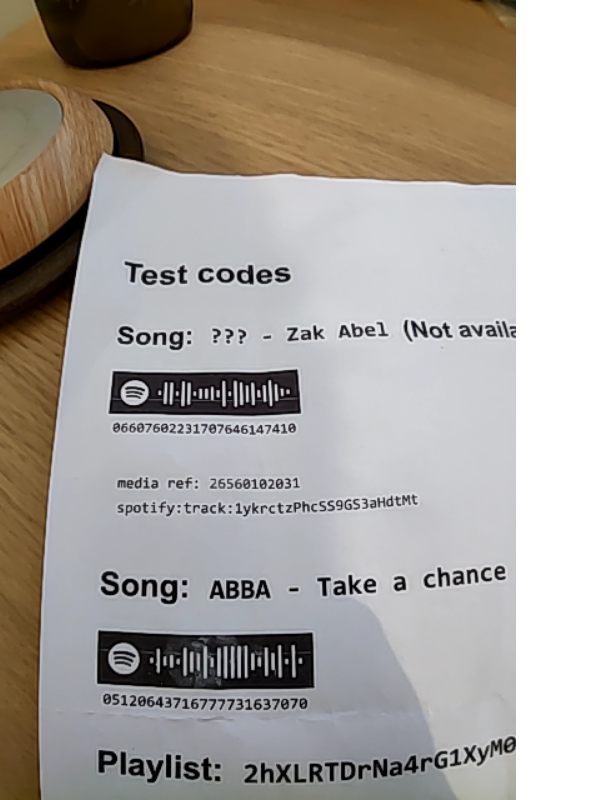 Test codes
Song: ??? - Zak Abel (Not availa
06607602231707646147410
media ref: 26560102031
spotify:track:1ykrctzPhcSS9GS3aHdtMt
Song: ABBA - Take a chance
05120643716777731637070
Playlist: 2hXLRTDrNa4rG1XyM0